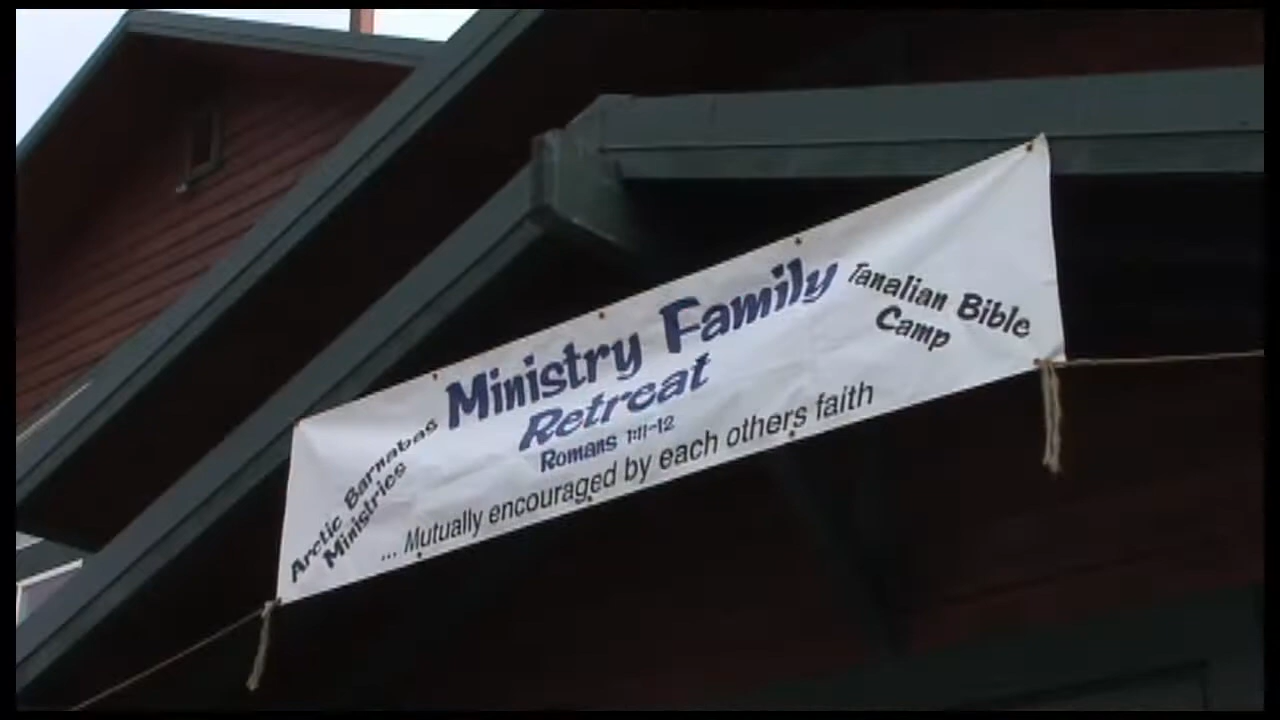 Arctic Barnabas
Ministries
Ministry Family
Retreat
Romans 1:11-12
... Mutually encouraged by each others faith
Tanalian Bible
Camp